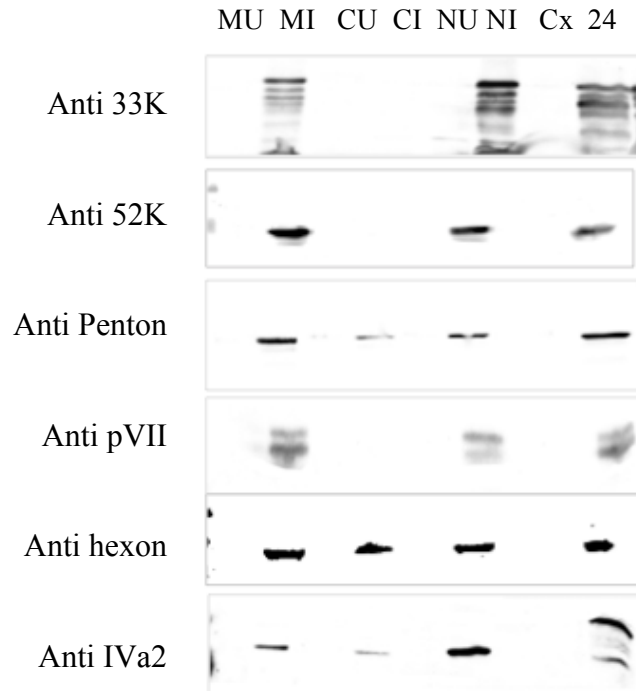 MU MI CU CI NU NI Cx 24
Anti 33K
Anti 52K
Anti Penton
Anti pVII
Anti hexon
Anti IVa2